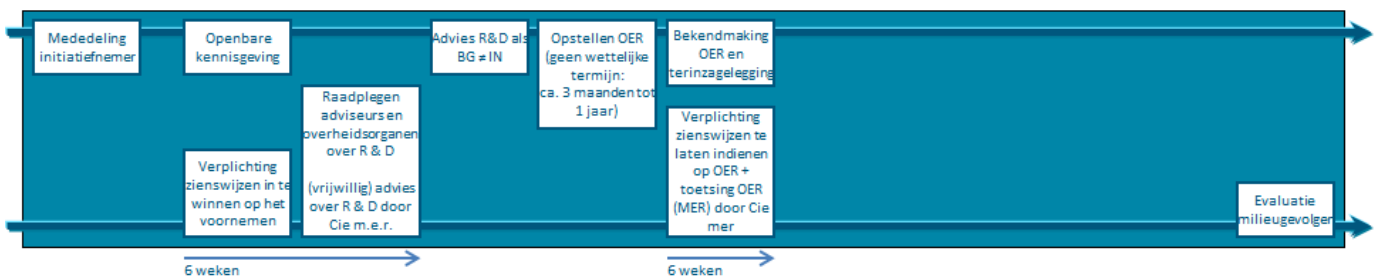 Mededeling
initiatiefnemer
Openbare
kennisgeving
Verplichting
zienswijzen in te
winnen op het
voornemen
Raadplegen
adviseurs en
overheidsorganen
over R & D
(vrijwillig) advies
over R & D door
Cie m.e.r.
Advies R&D als
BG ≠ IN
Opstellen OER
(geen wettelijke
termijn:
ca. 3 maanden tot
1 jaar)
Bekendmaking
OER en
terinzagelegging
Verplichting
zienswijzen te
laten indienen
op OER +
toetsing OER
(MER) door Cie
mer
Evaluatie
milieugevolgen
6 weken
6 weken